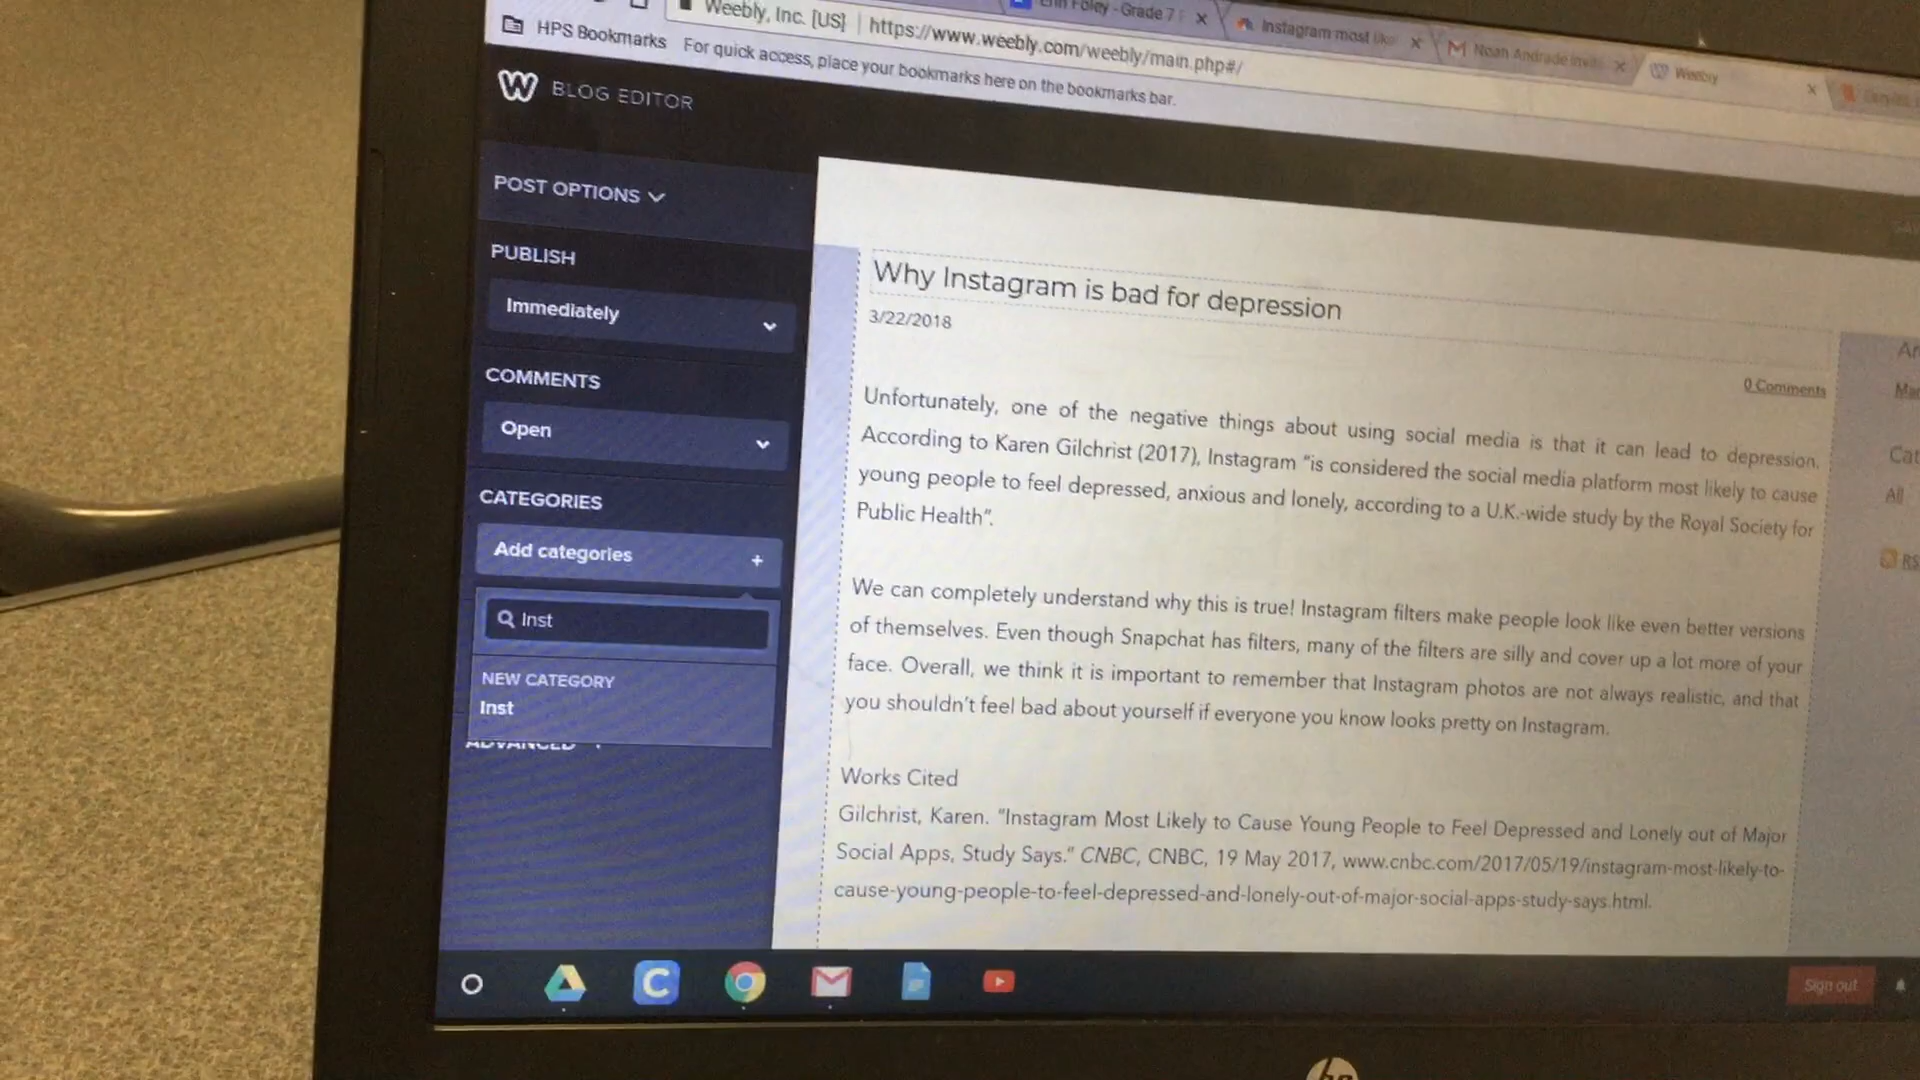 Foley - Grade 7
Instagram most
Noah Andrade
Weebly
Weebly, Inc. [US] | https://www.weebly.com/weebly/main.php#/
HPS Bookmarks For quick access, place your bookmarks here on the bookmarks bar.
BLOG EDITOR
POST OPTIONS
PUBLISH
Immediately
COMMENTS
Open
CATEGORIES
Add categories +
Inst
NEW CATEGORY
Inst
ADVANCED
Why Instagram is bad for depression
3/22/2018
0 Comments
Unfortunately, one of the negative things about using social media is that it can lead to depression.
According to Karen Gilchrist (2017), Instagram “is considered the social media platform most likely to cause
young people to feel depressed, anxious and lonely, according to a U.K.-wide study by the Royal Society for
Public Health”.
We can completely understand why this is true! Instagram filters make people look like even better versions
of themselves. Even though Snapchat has filters, many of the filters are silly and cover up a lot more of your
face. Overall, we think it is important to remember that Instagram photos are not always realistic, and that
you shouldn’t feel bad about yourself if everyone you know looks pretty on Instagram.
Works Cited
Gilchrist, Karen. “Instagram Most Likely to Cause Young People to Feel Depressed and Lonely out of Major
Social Apps, Study Says.” CNBC, CNBC, 19 May 2017, www.cnbc.com/2017/05/19/instagram-most-likely-to-
cause-young-people-to-feel-depressed-and-lonely-out-of-major-social-apps-study-says.html.
All
Sign out
hp